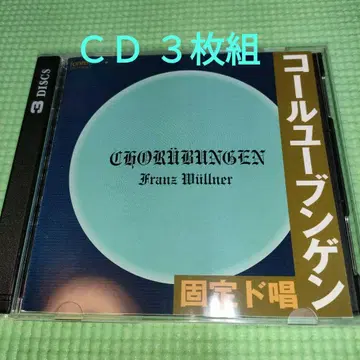 ＣＤ ３枚組
3 DISCS
コールユーブンゲン
CHORÜBUNGEN
Franz Wüllner
固定ド唱